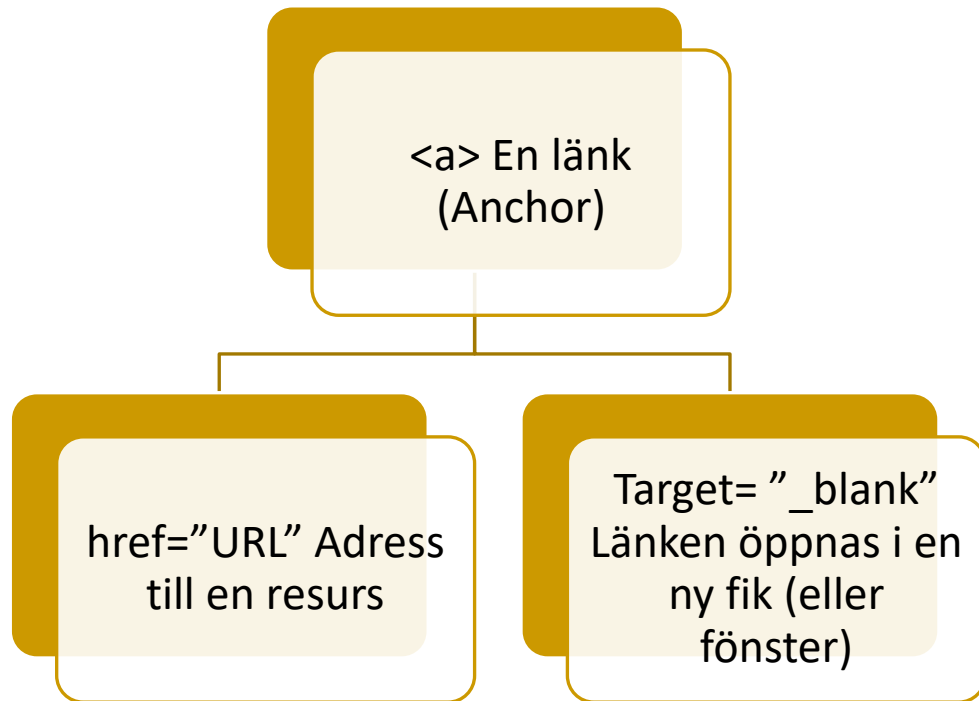 <a> En länk
(Anchor)
href=”URL” Adress
till en resurs
Target= ”_blank”
Länken öppnas i en
ny fik (eller
fönster)